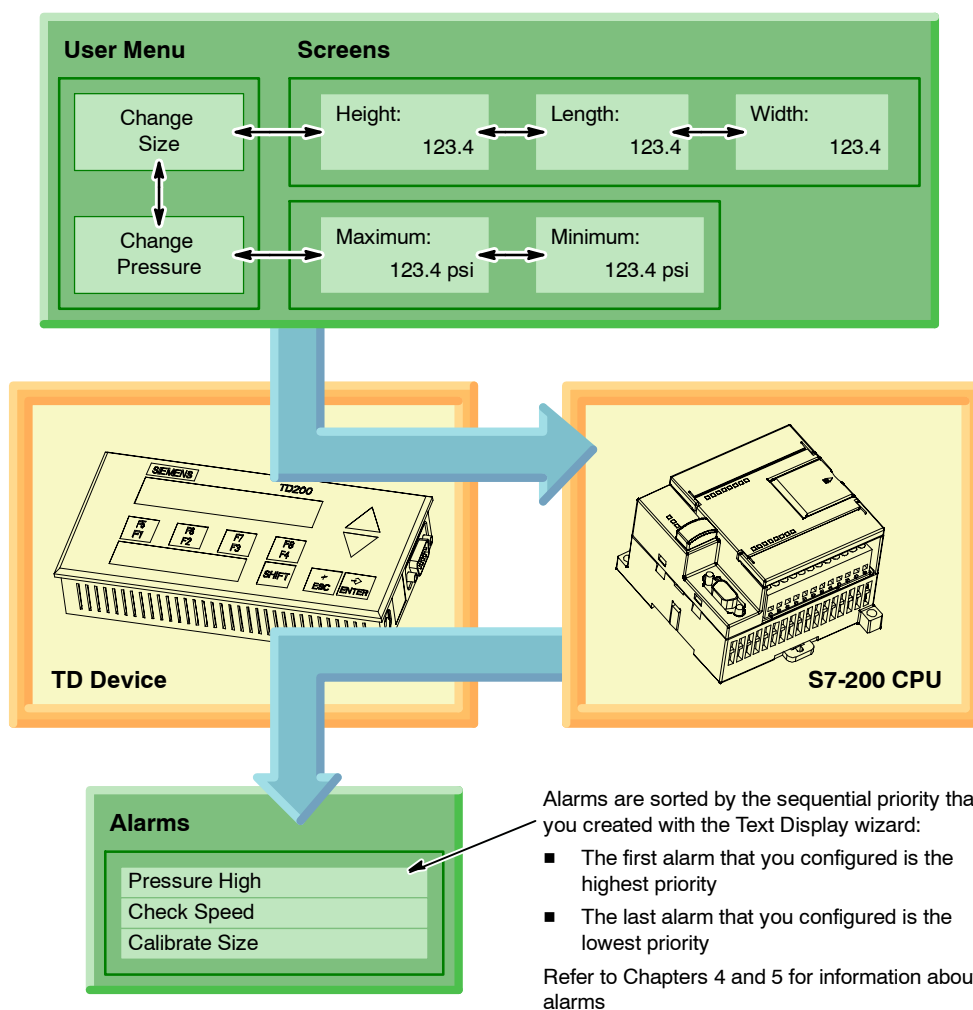 User Menu
Screens
Change
Size
Height:
123.4
Length:
123.4
Width:
123.4
Change
Pressure
Maximum:
123.4 psi
Minimum:
123.4 psi
SIEMENS
TD200
F5
F1
F6
F2
F7
F3
F8
F4
SHIFT
ESC
ENTER
TD Device
S7-200 CPU
Alarms
Pressure High
Check Speed
Calibrate Size
Alarms are sorted by the sequential priority tha
you created with the Text Display wizard:
■ The first alarm that you configured is the
highest priority
■ The last alarm that you configured is the
lowest priority
Refer to Chapters 4 and 5 for information abou
alarms